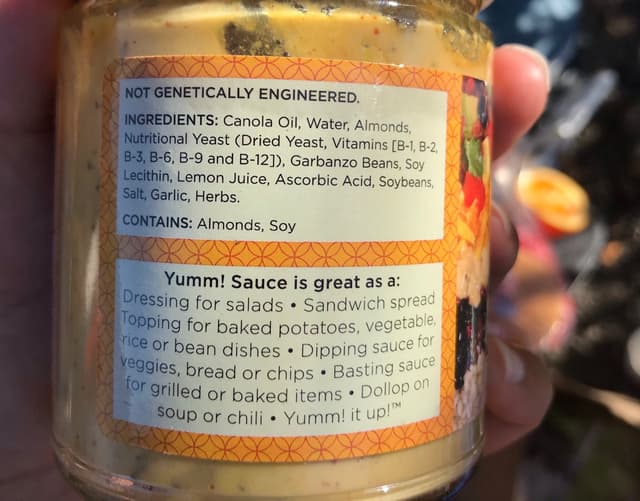 NOT GENETICALLY ENGINEERED.
INGREDIENTS: Canola Oil, Water, Almonds,
Nutritional Yeast (Dried Yeast, Vitamins [B-1, B-2,
B-3, B-6, B-9 and B-12]), Garbanzo Beans, Soy
Lecithin, Lemon Juice, Ascorbic Acid, Soybeans,
Salt, Garlic, Herbs.
CONTAINS: Almonds, Soy
Yumm! Sauce is great as a:
Dressing for salads • Sandwich spread
Topping for baked potatoes, vegetable,
rice or bean dishes • Dipping sauce for
veggies, bread or chips • Basting sauce
for grilled or baked items • Dollop on
soup or chili • Yumm! it up!™